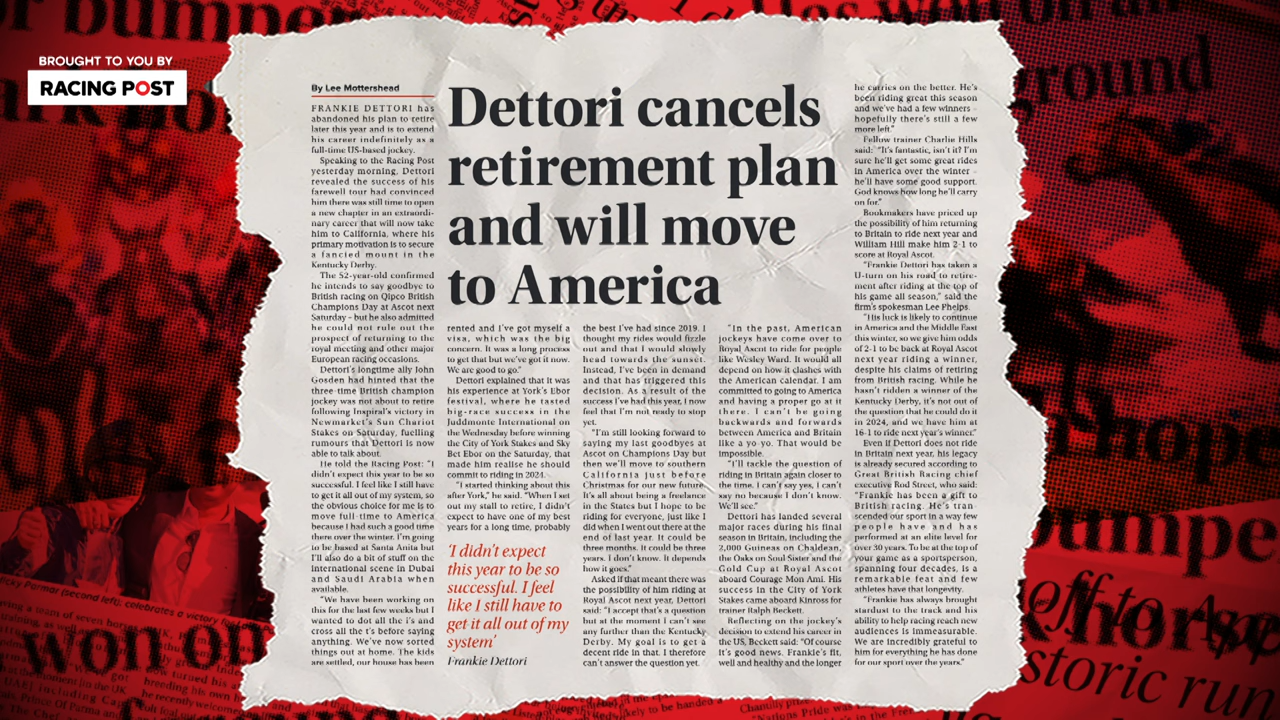 BROUGHT TO YOU BY
RACING POST
Dettori cancels
retirement plan
and will move
to America
By Lee Mottershead
FRANKIE DETTORI has
abandoned his plan to retire
later this year and is to extend
his career indefinitely as a
full-time US-based jockey.
Speaking to the Racing Post
yesterday morning, Dettori
revealed the success of his
farewell tour had convinced
him there was still time to open
a new chapter in an extraordi-
nary career that will now take
him to California, where his
primary motivation is to secure
a fancied mount in the
Kentucky Derby.
The 52-year-old confirmed
he intends to say goodbye to
British racing on Qipco British
Champions Day at Ascot next
Saturday – but he also admitted
he could not rule out the
prospect of returning to the
royal meeting and other major
European racing occasions.
Dettori's longtime ally John
Gosden had hinted that the
three-time British champion
jockey was not about to retire
following Inspiral's victory in
Newmarket's Sun Chariot
Stakes on Saturday, fuelling
rumours that Dettori is now
able to talk about.
He told the Racing Post: "I
didn't expect this year to be so
successful. I feel like I still have
to get it all out of my system, so
the obvious choice for me is to
move full-time to America
because I had such a good time
there over the winter. I'm going
to be based at Santa Anita but
I'll also do a bit of stuff on the
international scene in Dubai
and Saudi Arabia when
available.
"We have been working on
this for the last few weeks but I
wanted to dot all the i's and
cross all the t's before saying
anything. We've now sorted
things out at home. The kids
are settled, our house has been
rented and I've got myself a
visa, which was the big
concern. It was a long process
to get that but we've got it now.
We are good to go."
Dettori explained that it was
his experience at York's Ebor
festival, where he tasted
big-race success in the
Juddmonte International on
the Wednesday before winning
the City of York Stakes and Sky
Bet Ebor on the Saturday, that
made him realise he should
commit to riding in 2024.
"I started thinking about this
after York," he said. "When I set
out my stall to retire, I didn't
expect to have one of my best
years for a long time, probably
'I didn't expect
this year to be so
successful. I feel
like I still have to
get it all out of my
system'
Frankie Dettori
the best I've had since 2019. I
thought my rides would fizzle
out and that I would slowly
head towards the sunset.
Instead, I've been in demand
and that has triggered this
decision. As a result of the
success I've had this year, I now
feel that I'm not ready to stop
yet.
"I'm still looking forward to
saying my last goodbyes at
Ascot on Champions Day but
then we'll move to southern
California just before
Christmas for our new future.
It's all about being a freelance
in the States but I hope to be
riding for everyone, just like I
did when I went out there at the
end of last year. It could be
three months. It could be three
years. I don't know. It depends
how it goes."
Asked if that meant there was
the possibility of him riding at
Royal Ascot next year, Dettori
said: "I accept that's a question
but at the moment I can't see
any further than the Kentucky
Derby. My goal is to get a
decent ride in that. I therefore
can't answer the question yet.
"In the past, American
jockeys have come over to
Royal Ascot to ride for people
like Wesley Ward. It would all
depend on how it clashes with
the American calendar. I am
committed to going to America
and having a proper go at it
there. I can't be going
backwards and forwards
between America and Britain
like a yo-yo. That would be
impossible.
"I'll tackle the question of
riding in Britain again closer to
the time. I can't say yes, I can't
say no because I don't know.
We'll see."
Dettori has landed several
major races during his final
season in Britain, including the
2,000 Guineas on Chaldean,
the Oaks on Soul Sister and the
Gold Cup at Royal Ascot
aboard Courage Mon Ami. His
success in the City of York
Stakes came aboard Kinross for
trainer Ralph Beckett.
Reflecting on the jockey's
decision to extend his career in
the US, Beckett said: "Of course
it's good news. Frankie's fit,
well and healthy and the longer
he carries on the better. He's
been riding great this season
and we've had a few winners –
hopefully there's still a few
more left."
Fellow trainer Charlie Hills
said: "It's fantastic, isn't it? I'm
sure he'll get some great rides
in America over the winter –
he'll have some good support.
God knows how long he'll carry
on for."
Bookmakers have priced up
the possibility of him returning
to Britain to ride next year and
William Hill make him 2-1 to
score at Royal Ascot.
"Frankie Dettori has taken a
U-turn on his road to retire-
ment after riding at the top of
his game all season," said the
firm's spokesman Lee Phelps.
"His luck is likely to continue
in America and the Middle East
this winter, so we give him odds
of 2-1 to be back at Royal Ascot
next year riding a winner,
despite his claims of retiring
from British racing. While he
hasn't ridden a winner of the
Kentucky Derby, it's not out of
the question that he could do it
in 2024, and we have him at
16-1 to ride next year's winner."
Even if Dettori does not ride
in Britain next year, his legacy
is already secured according to
Great British Racing chief
executive Rod Street, who said:
"Frankie has been a gift to
British racing. He's tran-
scended our sport in a way few
people have and has
performed at an elite level for
over 30 years. To be at the top of
your game as a sportsperson,
spanning four decades, is a
remarkable feat and few
athletes have that longevity.
"Frankie has always brought
stardust to the track and his
ability to help racing reach new
audiences is immeasurable.
We are incredibly grateful to
him for everything he has done
for our sport over the years."
won on
ground
storic run